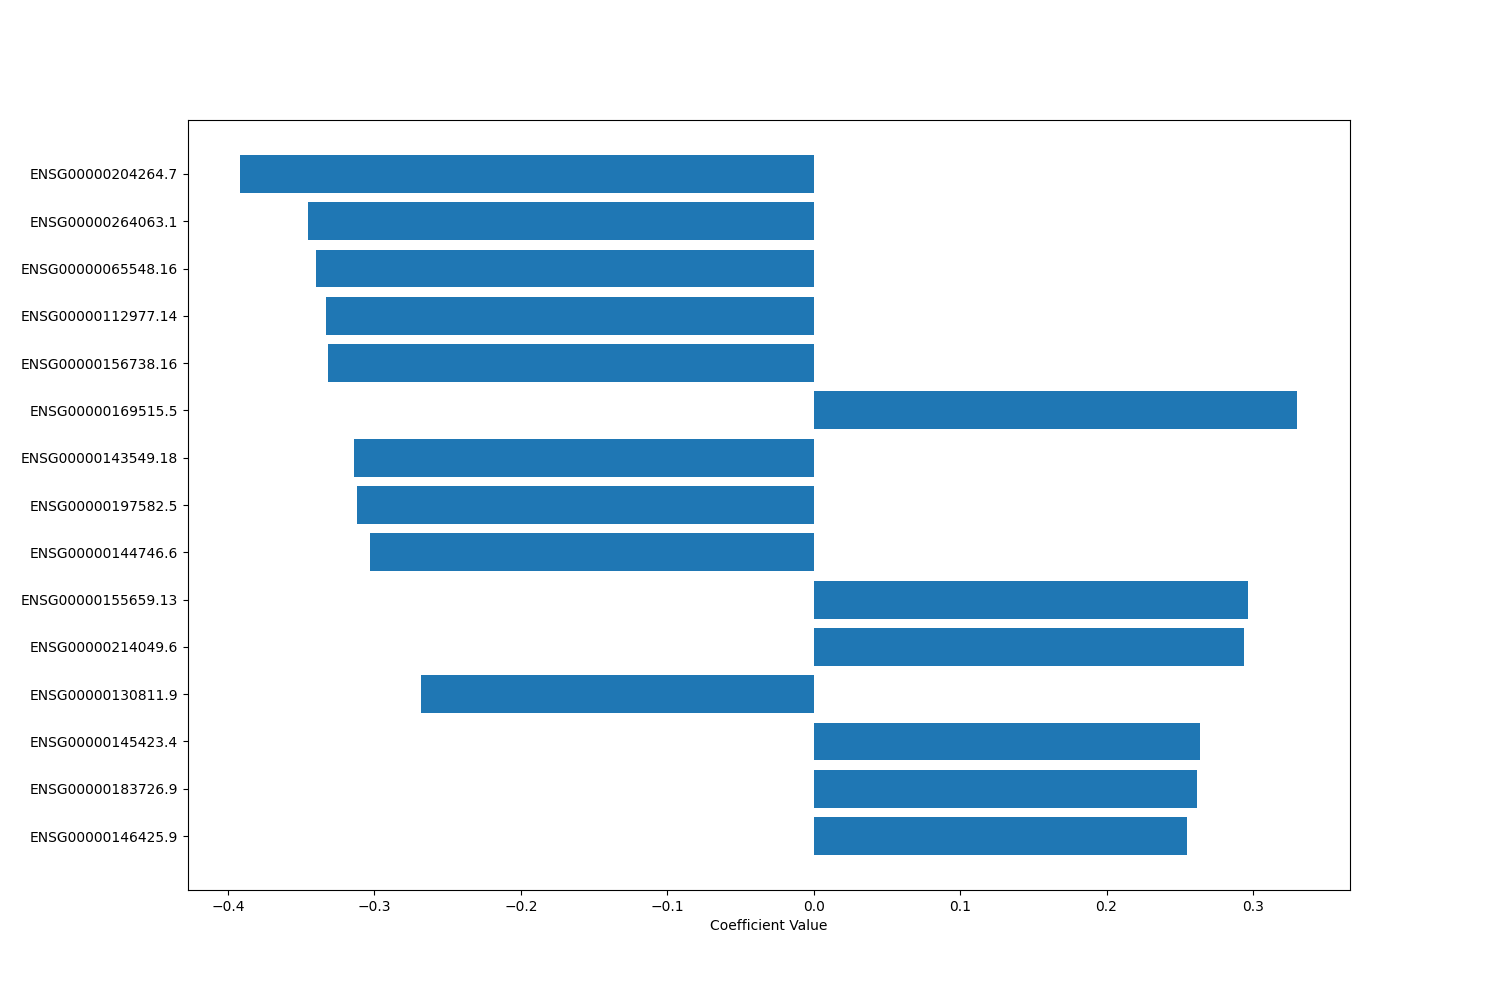 ENSG00000204264.7
ENSG00000264063.1
ENSG00000065548.16
ENSG00000112977.14
ENSG00000156738.16
ENSG00000169515.5
ENSG00000143549.18
ENSG00000197582.5
ENSG00000144746.6
ENSG00000155659.13
ENSG00000214049.6
ENSG00000130811.9
ENSG00000145423.4
ENSG00000183726.9
ENSG00000146425.9
−0.4 −0.3 −0.2 −0.1 0.0 0.1 0.2 0.3
Coefficient Value